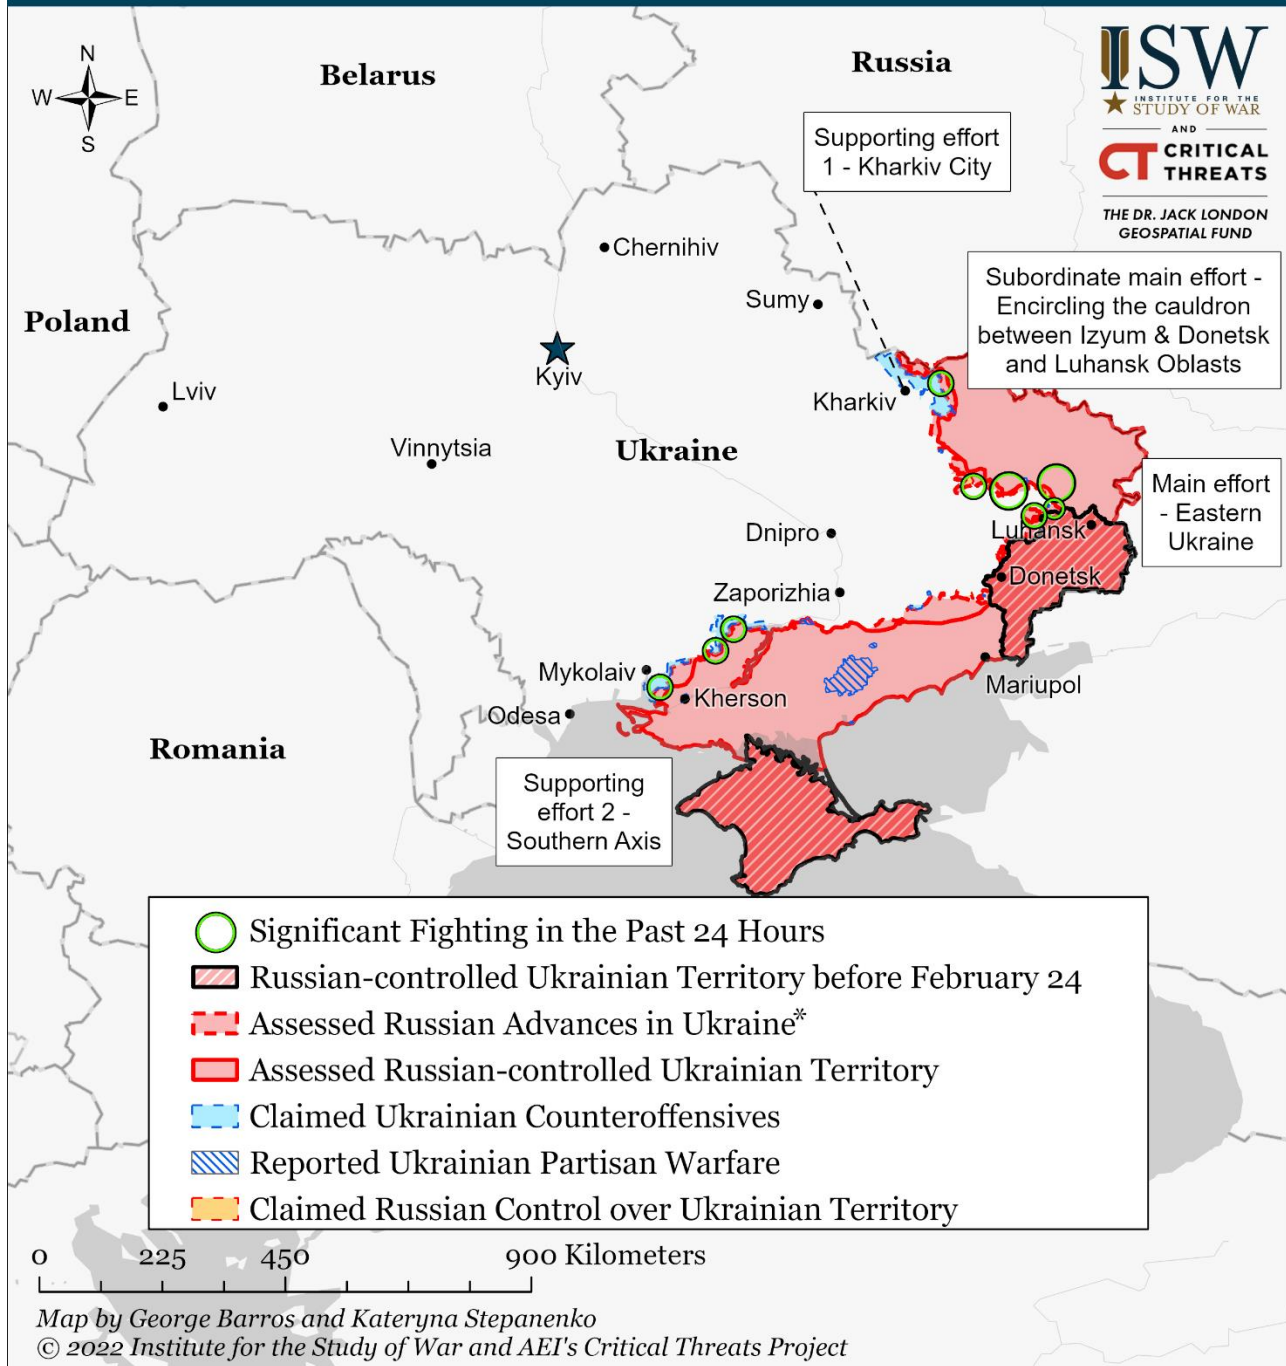 N
W
E
S
Belarus
Russia
ISW
INSTITUTE FOR THE
STUDY OF WAR
AND
CT CRITICAL
THREATS
THE DR. JACK LONDON
GEOSPATIAL FUND
Supporting effort
1 - Kharkiv City
Chernihiv
Subordinate main effort -
Encircling the cauldron
between Izyum & Donetsk
and Luhansk Oblasts
Sumy
Poland
Kyiv
Lviv
Kharkiv
Vinnytsia
Ukraine
Main effort
- Eastern
Ukraine
Dnipro
Luhansk
Donetsk
Zaporizhia
Mykolaiv
Mariupol
Kherson
Odesa
Romania
Supporting
effort 2 -
Southern Axis
Significant Fighting in the Past 24 Hours
Russian-controlled Ukrainian Territory before February 24
Assessed Russian Advances in Ukraine*
Assessed Russian-controlled Ukrainian Territory
Claimed Ukrainian Counteroffensives
Reported Ukrainian Partisan Warfare
Claimed Russian Control over Ukrainian Territory
0 225 450 900 Kilometers
Map by George Barros and Kateryna Stepanenko
© 2022 Institute for the Study of War and AEI's Critical Threats Project